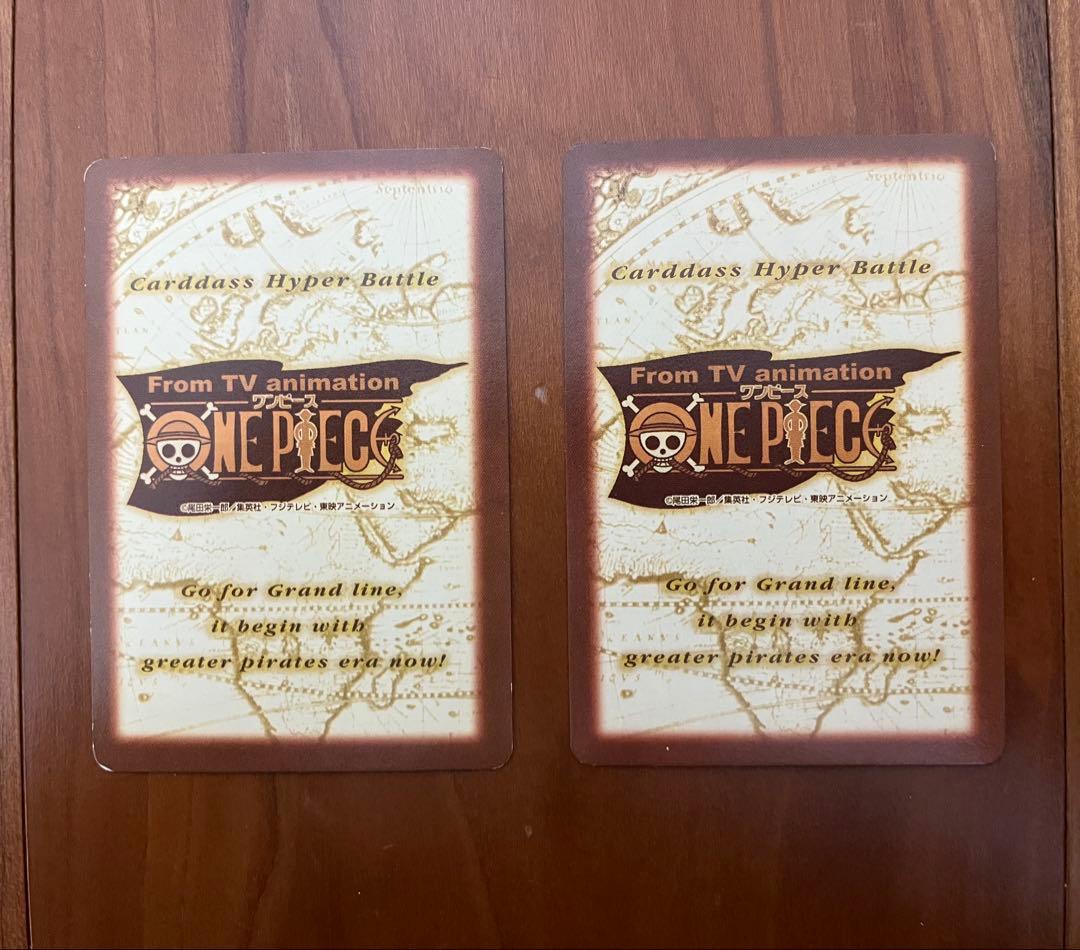 Septentrio
Carddass Hyper Battle
From TV animation
ワンピース
ONE PIECE
©尾田栄一郎／集英社・フジテレビ・東映アニメーション
Go for Grand line,
it begin with
greater pirates era now!
Septentrio
Carddass Hyper Battle
From TV animation
ワンピース
ONE PIECE
©尾田栄一郎／集英社・フジテレビ・東映アニメーション
Go for Grand line,
it begin with
greater pirates era now!